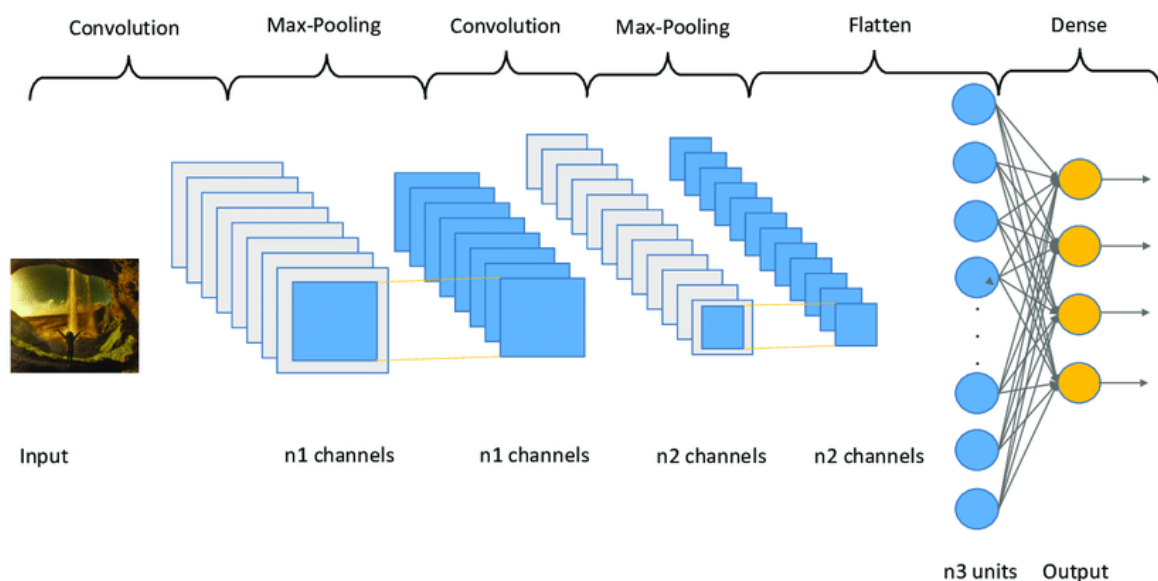 Convolution
Max-Pooling
Convolution
Max-Pooling
Flatten
Dense
Input
n1 channels
n1 channels
n2 channels
n2 channels
n3 units
Output